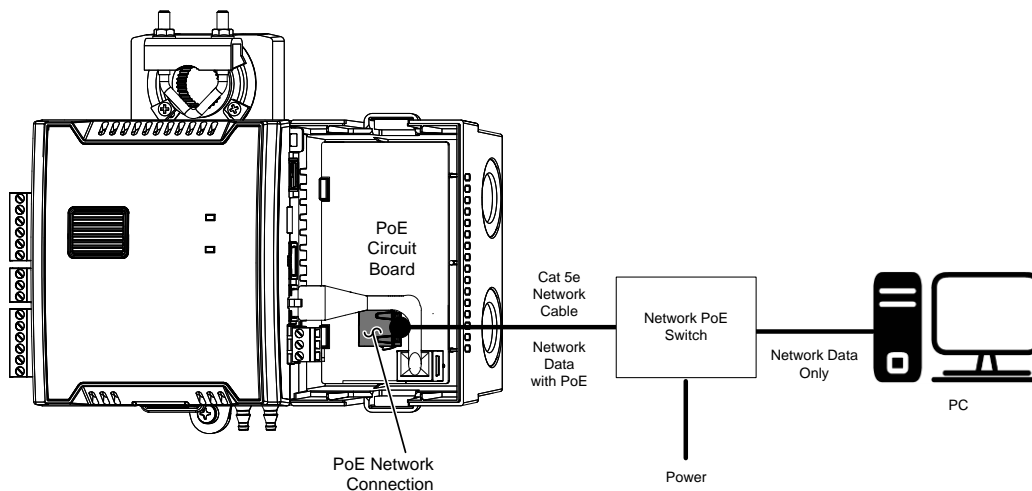 PoE
Circuit
Board
Cat 5e
Network
Cable
Network
Data
with PoE
Network PoE
Switch
Network Data
Only
PC
Power
PoE Network
Connection